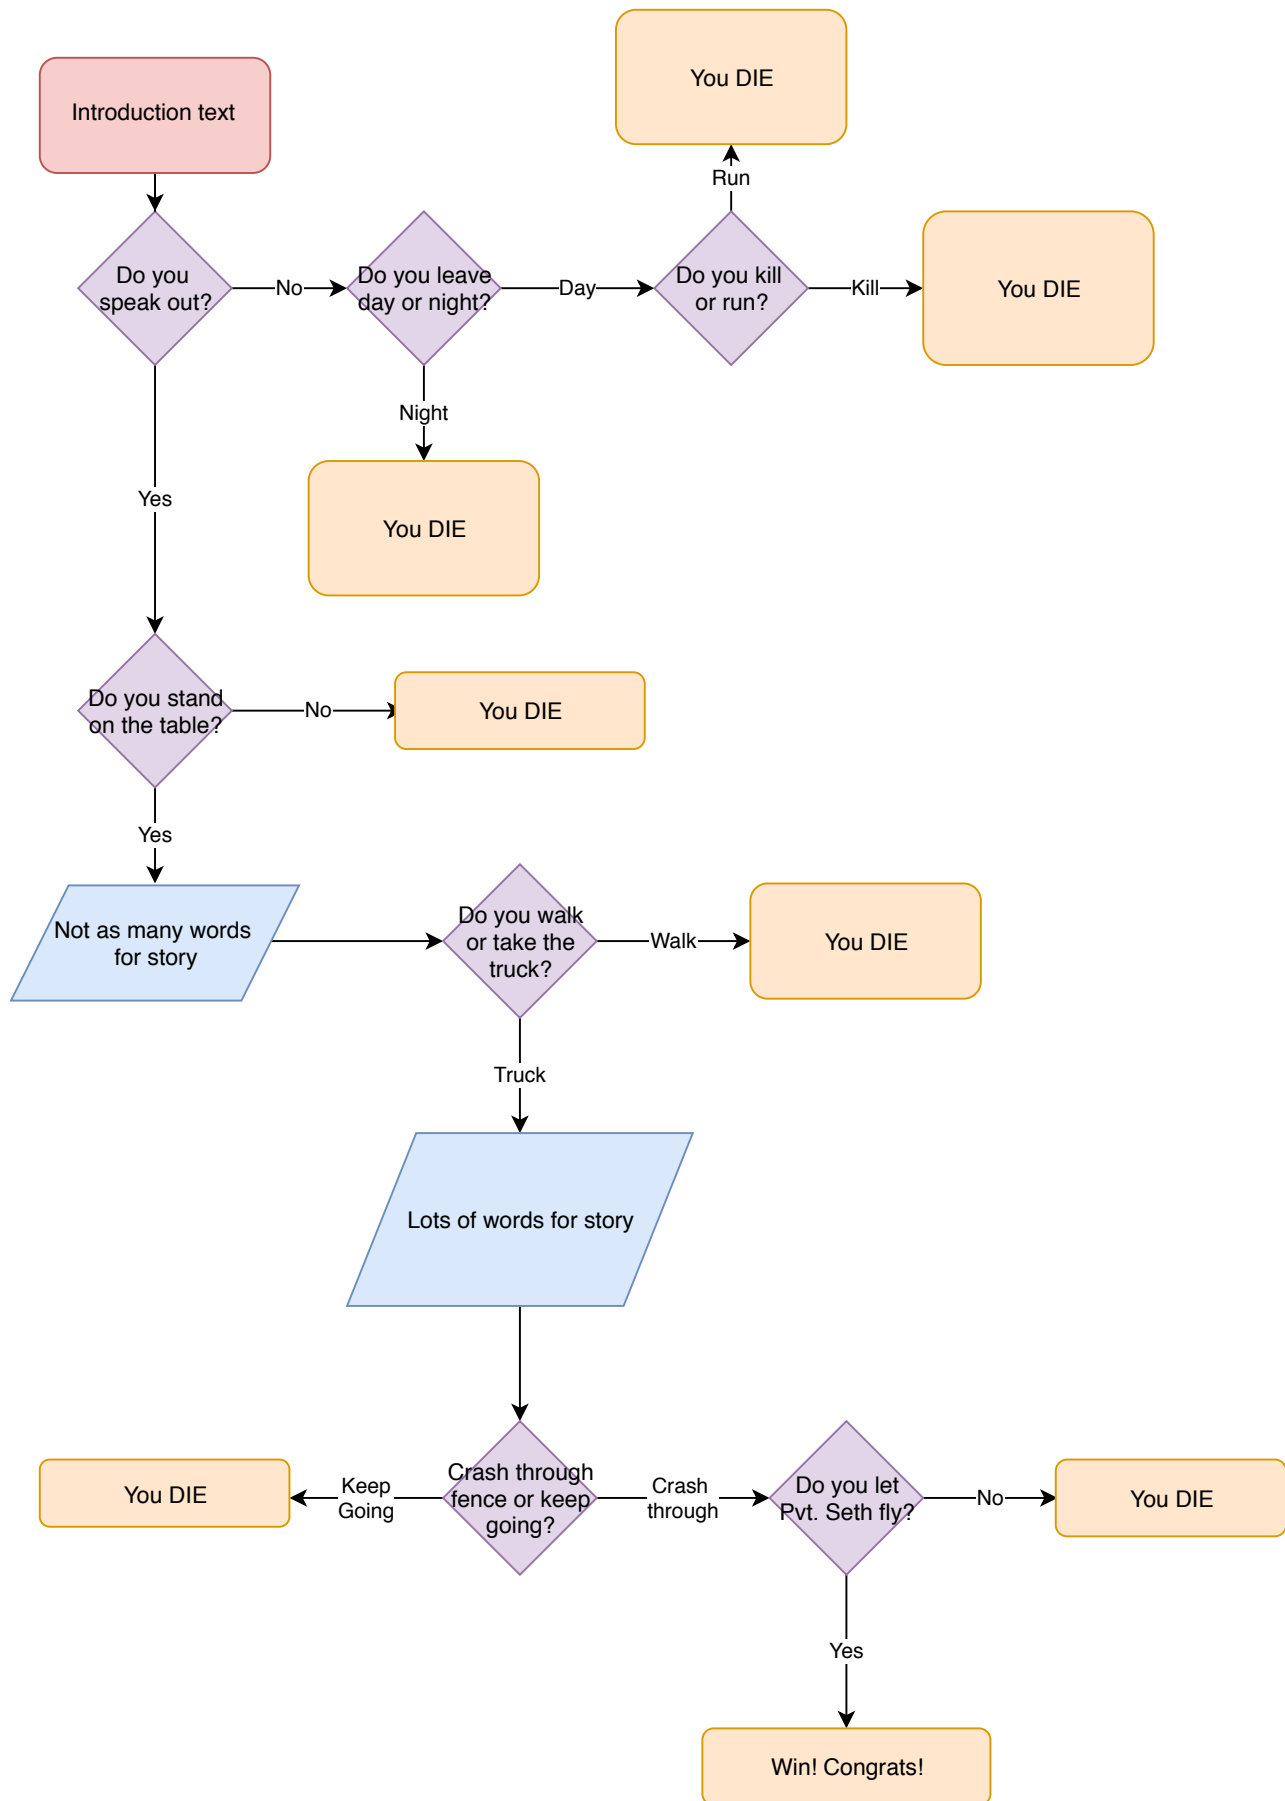 You DIE
Introduction text
Run
Do you
speak out?
No
Do you leave
day or night?
Day
Do you kill
or run?
Kill
You DIE
Night
Yes
You DIE
Do you stand
on the table?
No
You DIE
Yes
Not as many words
for story
Do you walk
or take the
truck?
Walk
You DIE
Truck
Lots of words for story
You DIE
Keep
Going
Crash through
fence or keep
going?
Crash
through
Do you let
Pvt. Seth fly?
No
You DIE
Yes
Win! Congrats!